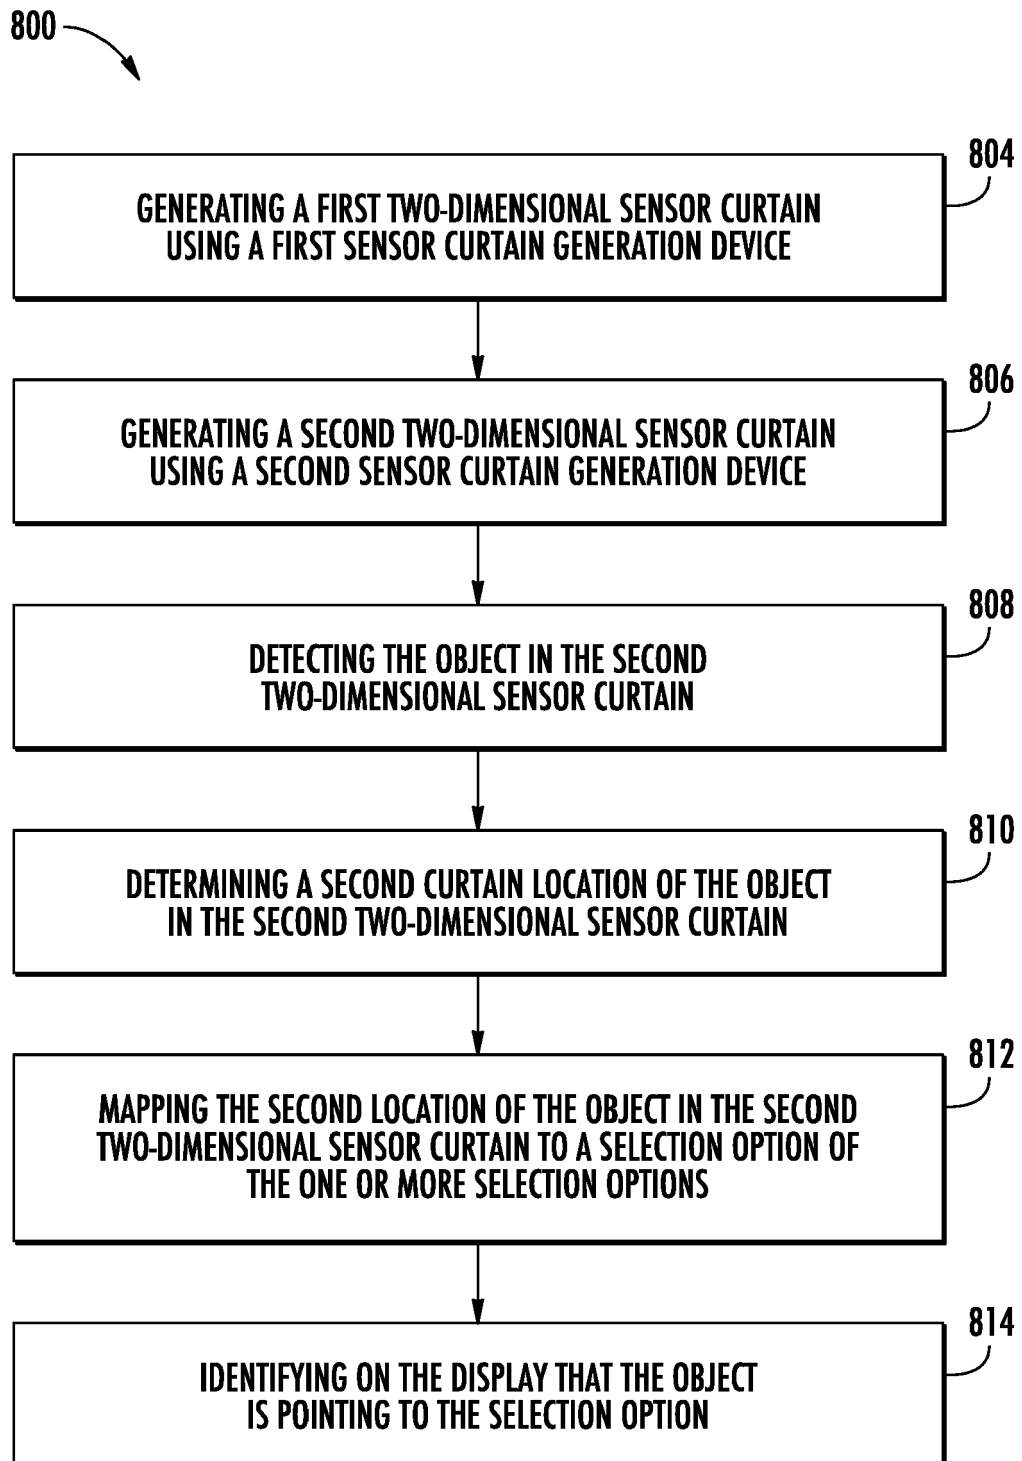 800
804
GENERATING A FIRST TWO-DIMENSIONAL SENSOR CURTAIN
USING A FIRST SENSOR CURTAIN GENERATION DEVICE
806
GENERATING A SECOND TWO-DIMENSIONAL SENSOR CURTAIN
USING A SECOND SENSOR CURTAIN GENERATION DEVICE
808
DETECTING THE OBJECT IN THE SECOND
TWO-DIMENSIONAL SENSOR CURTAIN
810
DETERMINING A SECOND CURTAIN LOCATION OF THE OBJECT
IN THE SECOND TWO-DIMENSIONAL SENSOR CURTAIN
812
MAPPING THE SECOND LOCATION OF THE OBJECT IN THE SECOND
TWO-DIMENSIONAL SENSOR CURTAIN TO A SELECTION OPTION OF
THE ONE OR MORE SELECTION OPTIONS
814
IDENTIFYING ON THE DISPLAY THAT THE OBJECT
IS POINTING TO THE SELECTION OPTION